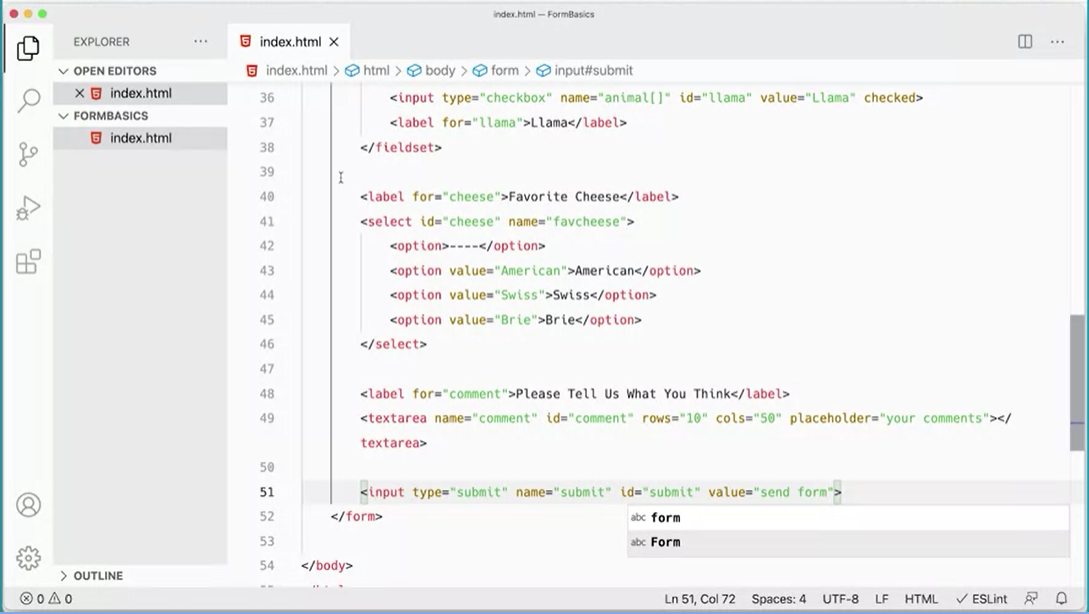 index.html — FormBasics
EXPLORER ···
index.html ×
OPEN EDITORS
index.html
FORMBASICS
index.html
index.html > html > body > form > input#submit
36 <input type="checkbox" name="animal[]" id="llama" value="Llama" checked>
37 <label for="llama">Llama</label>
38 </fieldset>
39
40 <label for="cheese">Favorite Cheese</label>
41 <select id="cheese" name="favcheese">
42 <option>----</option>
43 <option value="American">American</option>
44 <option value="Swiss">Swiss</option>
45 <option value="Brie">Brie</option>
46 </select>
47
48 <label for="comment">Please Tell Us What You Think</label>
49 <textarea name="comment" id="comment" rows="10" cols="50" placeholder="your comments"></
textarea>
50
51 <input type="submit" name="submit" id="submit" value="send form">
52 </form>
abc form
53
abc Form
54 </body>
OUTLINE
0 0
Ln 51, Col 72 Spaces: 4 UTF-8 LF HTML ESLint